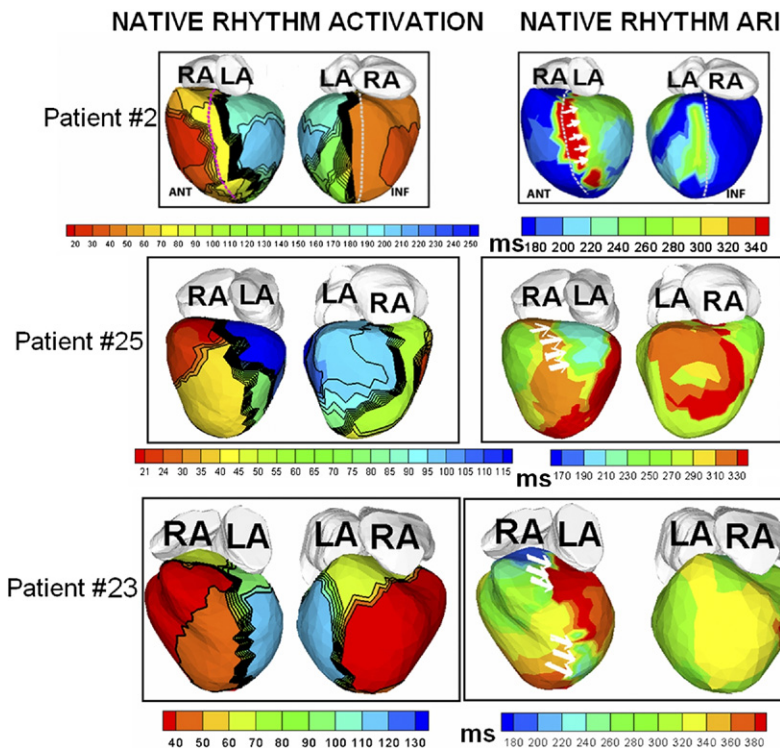 NATIVE RHYTHM ACTIVATION NATIVE RHYTHM ARI
RA LA LA RA RA LA LA RA
Patient #2
ANT INF ANT INF
20 30 40 50 60 70 80 90 100 110 120 130 140 150 160 170 180 190 200 210 220 230 240 250 ms 180 200 220 240 260 280 300 320 340
RA LA LA RA RA LA LA RA
Patient #25
21 24 30 35 40 45 50 55 60 65 70 75 80 85 90 95 100 105 110 115 ms 170 190 210 230 250 270 290 310 330
RA LA LA RA RA LA LA RA
Patient #23
40 50 60 70 80 90 100 110 120 130 ms 180 200 220 240 260 280 300 320 340 360 380